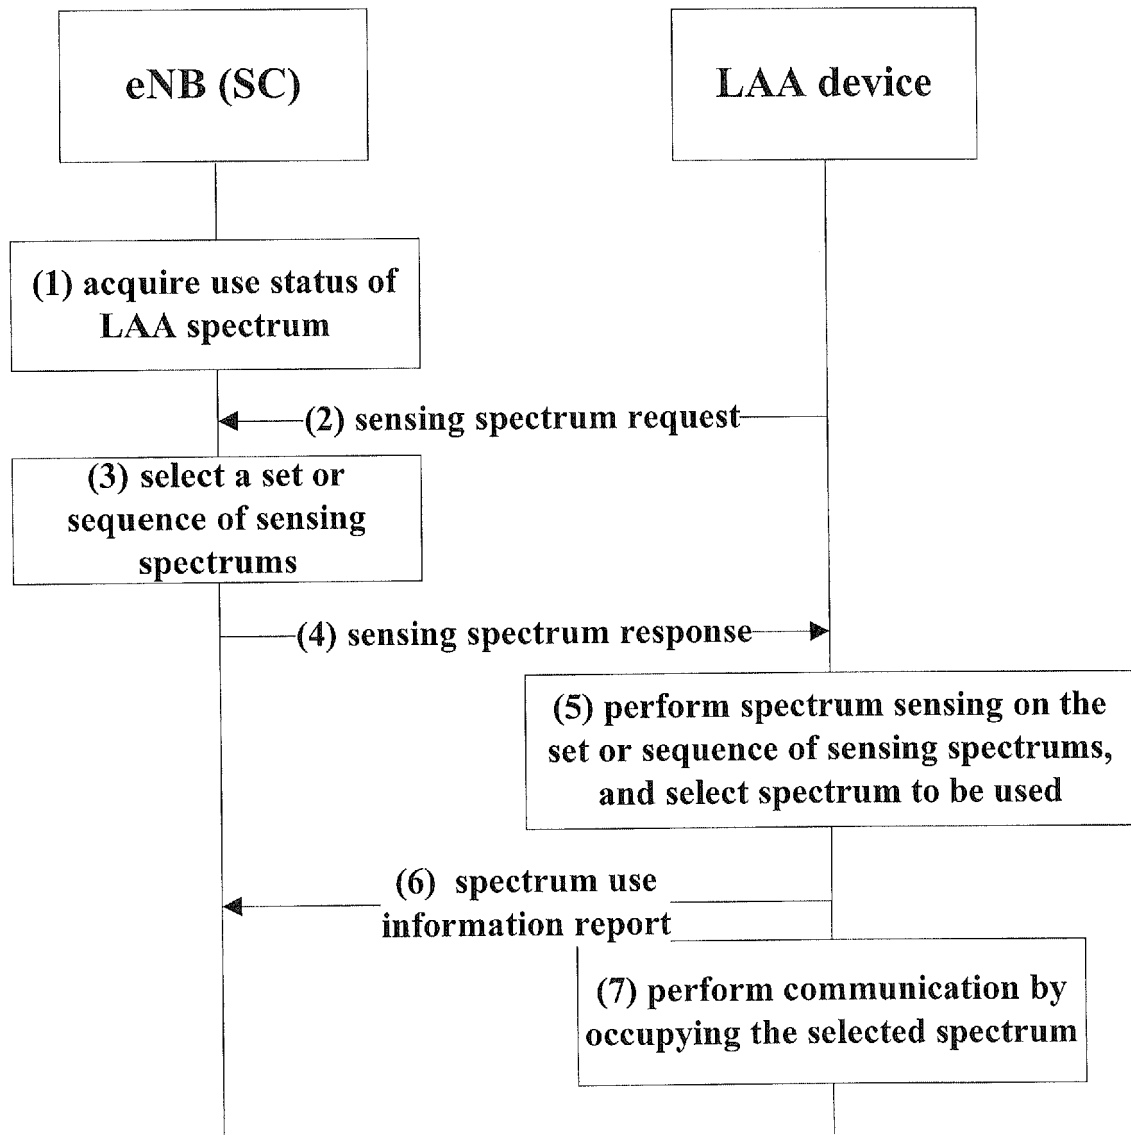 eNB (SC)
LAA device
(1) acquire use status of
LAA spectrum
(2) sensing spectrum request
(3) select a set or
sequence of sensing
spectrums
(4) sensing spectrum response
(5) perform spectrum sensing on the
set or sequence of sensing spectrums,
and select spectrum to be used
(6) spectrum use
information report
(7) perform communication by
occupying the selected spectrum